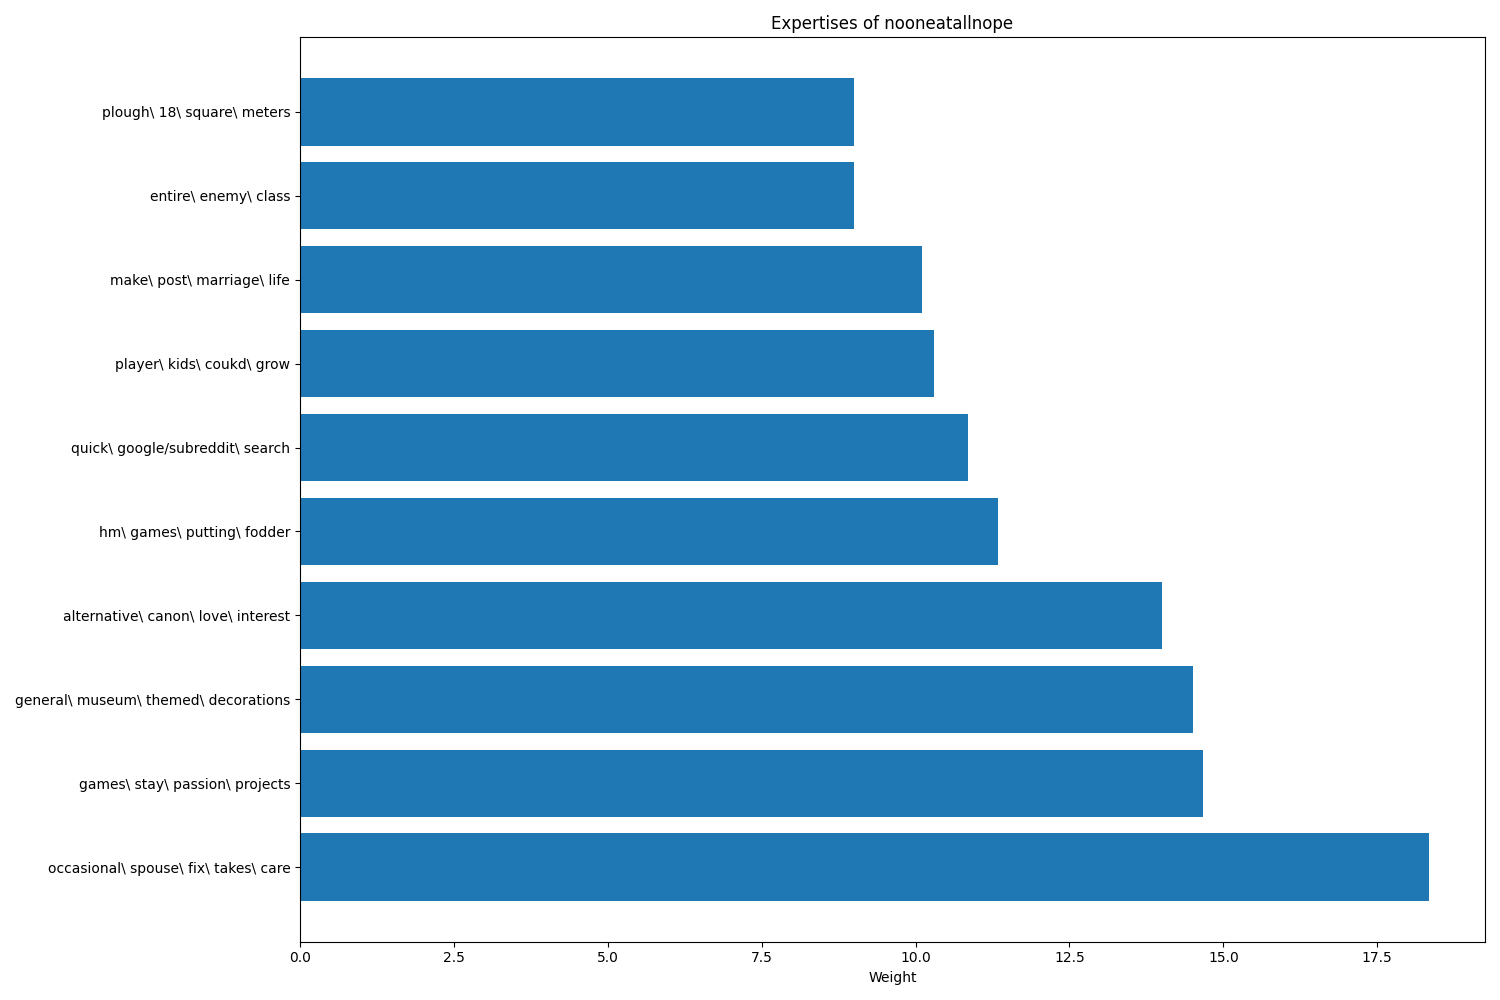 Expertises of nooneatallnope
plough\ 18\ square\ meters
entire\ enemy\ class
make\ post\ marriage\ life
player\ kids\ coukd\ grow
quick\ google/subreddit\ search
hm\ games\ putting\ fodder
alternative\ canon\ love\ interest
general\ museum\ themed\ decorations
games\ stay\ passion\ projects
occasional\ spouse\ fix\ takes\ care
0.0 2.5 5.0 7.5 10.0 12.5 15.0 17.5
Weight